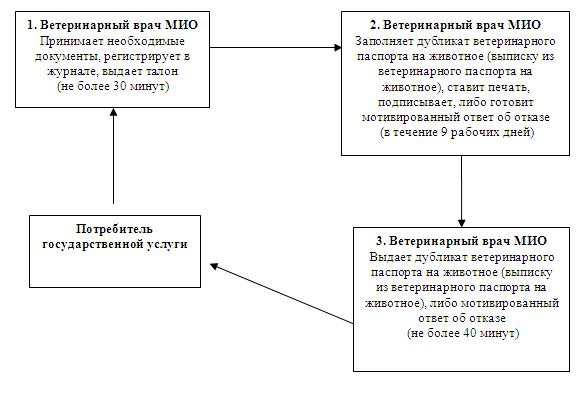 1. Ветеринарный врач МИО
Принимает необходимые
документы, регистрирует в
журнале, выдает талон
(не более 30 минут)
2. Ветеринарный врач МИО
Заполняет дубликат ветеринарного
паспорта на животное (выписку из
ветеринарного паспорта на
животное), ставит печать,
подписывает, либо готовит
мотивированный ответ об отказе
(в течение 9 рабочих дней)
3. Ветеринарный врач МИО
Выдает дубликат ветеринарного
паспорта на животное (выписку
из ветеринарного паспорта на
животное), либо мотивированный
ответ об отказе
(не более 40 минут)
Потребитель
государственной услуги